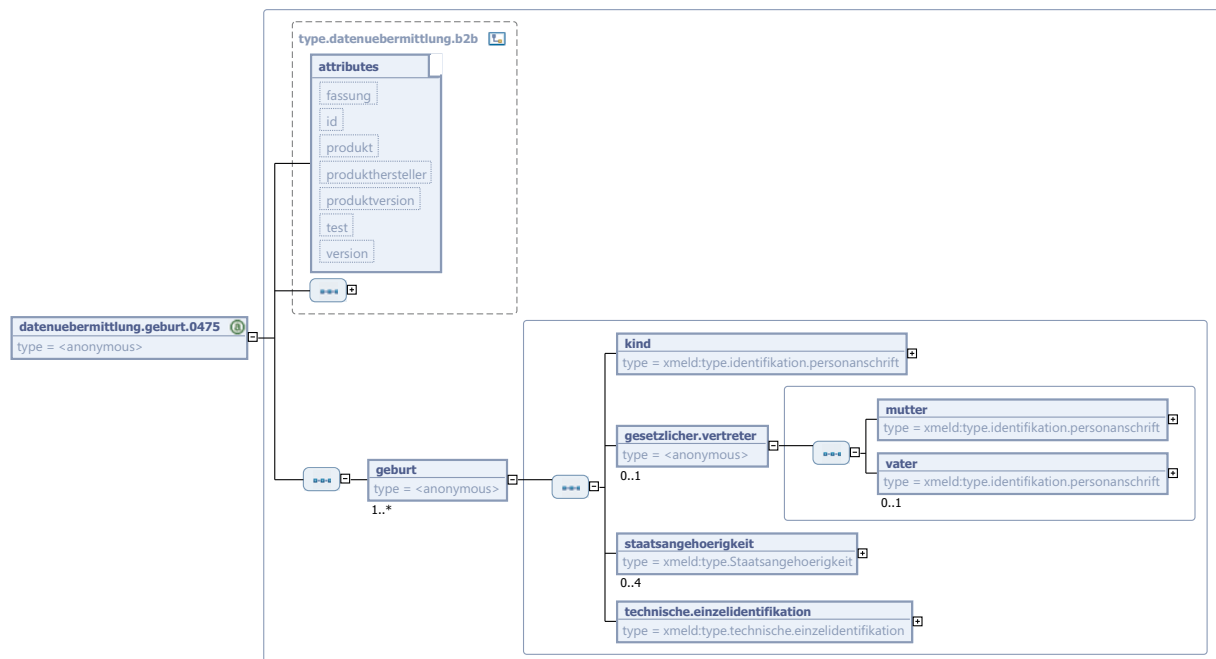 type.datenuebermittlung.b2b
attributes
fassung
id
produkt
produkthersteller
produktversion
test
version
datenuebermittlung.geburt.0475
type = <anonymous>
geburt
type = <anonymous>
1..*
kind
type = xmeld:type.identifikation.personanschrift
gesetzlicher.vertreter
type = <anonymous>
0..1
mutter
type = xmeld:type.identifikation.personanschrift
vater
type = xmeld:type.identifikation.personanschrift
0..1
staatsangehoerigkeit
type = xmeld:type.Staatsangehoerigkeit
0..4
technische.einzelidentifikation
type = xmeld:type.technische.einzelidentifikation